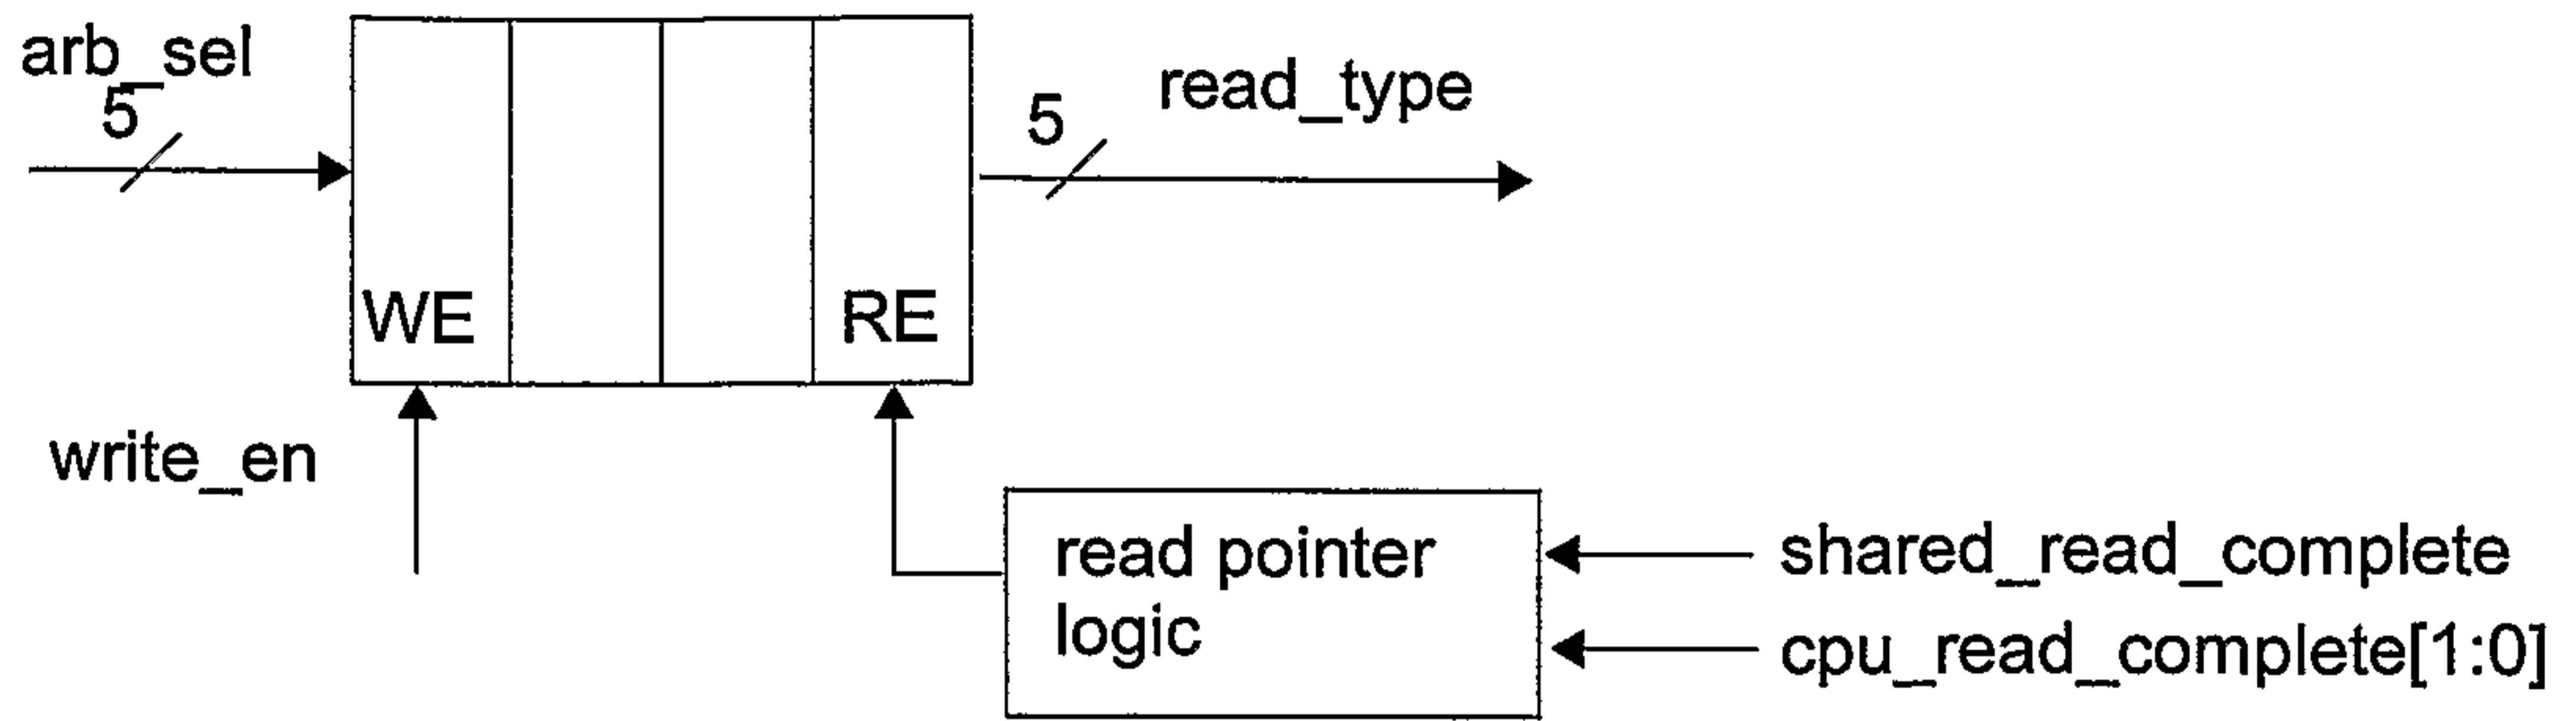 arb_sel
5
read_type
5
WE
RE
write_en
read pointer
logic
shared_read_complete
cpu_read_complete[1:0]